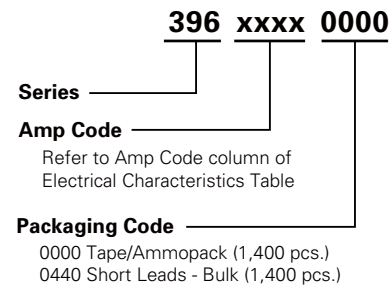 396 xxxx 0000
Series
Amp Code
Refer to Amp Code column of
Electrical Characteristics Table
Packaging Code
0000 Tape/Ammopack (1,400 pcs.)
0440 Short Leads - Bulk (1,400 pcs.)